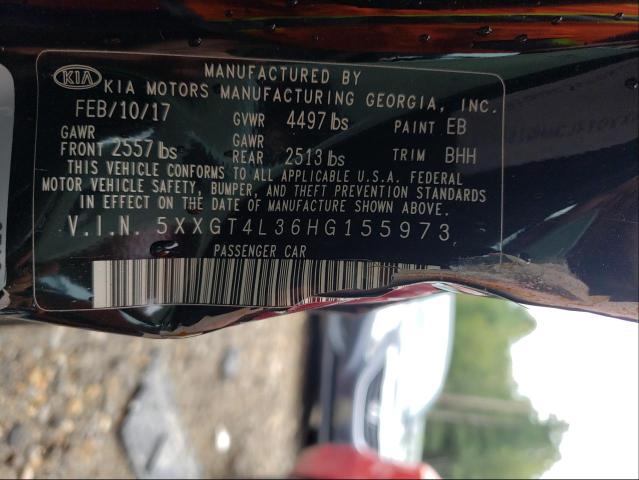 KIA
MANUFACTURED BY
KIA MOTORS MANUFACTURING GEORGIA, INC.
FEB/10/17 GVWR 4497 lbs PAINT EB
GAWR FRONT 2557 lbs GAWR REAR 2513 lbs TRIM BHH
THIS VEHICLE CONFORMS TO ALL APPLICABLE U.S.A. FEDERAL
MOTOR VEHICLE SAFETY, BUMPER, AND THEFT PREVENTION STANDARDS
IN EFFECT ON THE DATE OF MANUFACTURE SHOWN ABOVE.
V.I.N. 5XXGT4L36HG155973
PASSENGER CAR